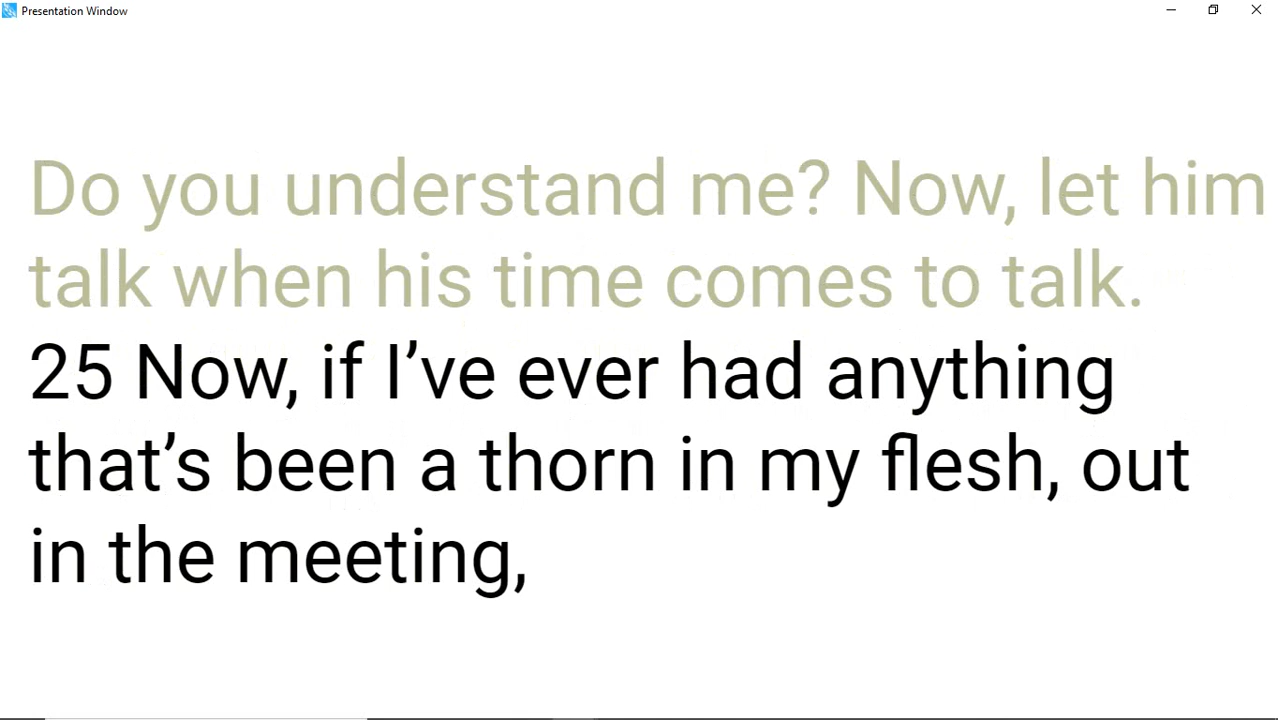 Presentation Window
Do you understand me? Now, let him
talk when his time comes to talk.
25 Now, if I’ve ever had anything
that’s been a thorn in my flesh, out
in the meeting,